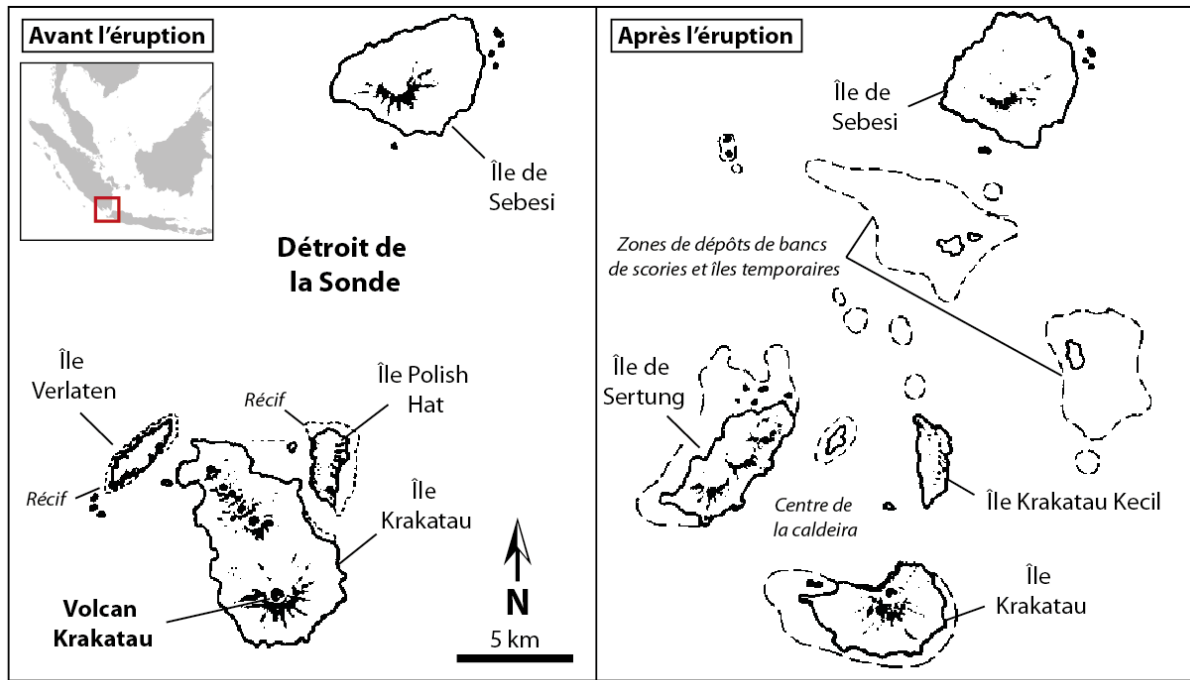 Avant l'éruption
Île de
Sebesi
Détroit de
la Sonde
Île
Verlaten
Récif
Île Polish
Hat
Récif
Île
Krakatau
Volcan
Krakatau
N
5 km
Après l'éruption
Île de
Sebesi
Zones de dépôts de bancs
de scories et îles temporaires
Île de
Sertung
Centre de
la caldeira
Île Krakatau Kecil
Île
Krakatau